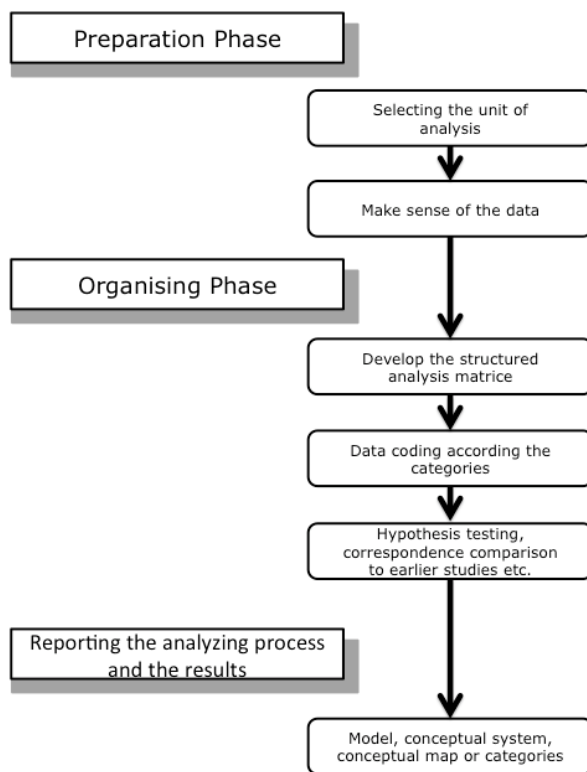 Preparation Phase
Selecting the unit of
analysis
Make sense of the data
Organising Phase
Develop the structured
analysis matrice
Data coding according the
categories
Hypothesis testing,
correspondence comparison
to earlier studies etc.
Reporting the analyzing process
and the results
Model, conceptual system,
conceptual map or categories